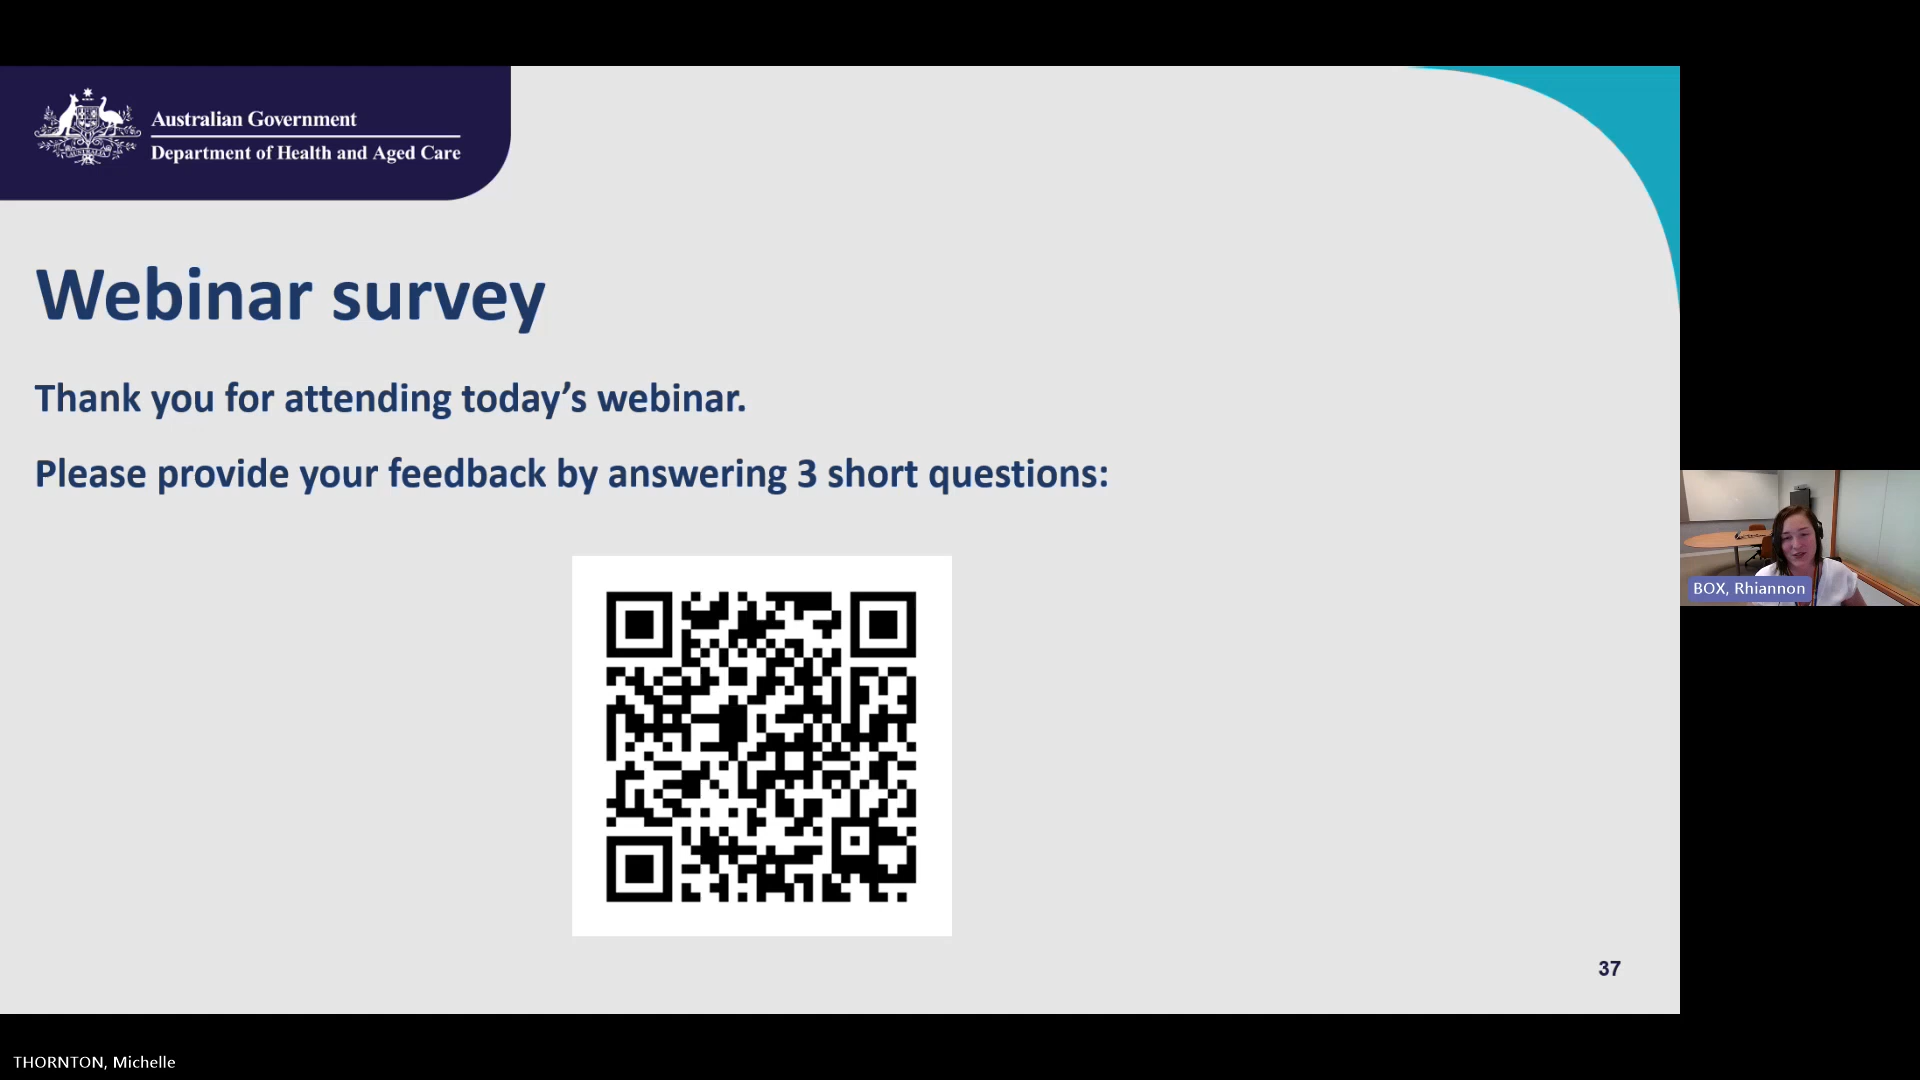 Australian Government
Department of Health and Aged Care
Webinar survey
Thank you for attending today’s webinar.
Please provide your feedback by answering 3 short questions:
37
BOX, Rhiannon
THORNTON, Michelle